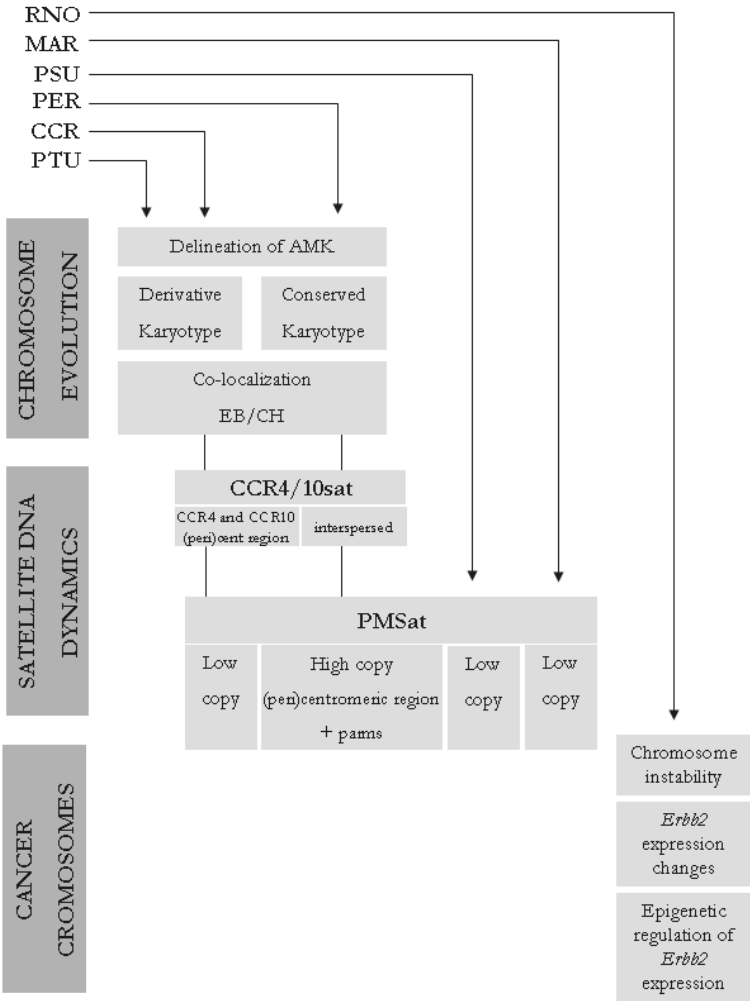 RNO
MAR
PSU
PER
CCR
PTU
CHROMOSOME
EVOLUTION
Delineation of AMK
Derivative
Karyotype
Conserved
Karyotype
Co-localization
EB/CH
SATELLITE DNA
DYNAMICS
CCR4/10sat
CCR4 and CCR10
(peri)cent region
interspersed
PMSat
Low
copy
High copy
(peri)centromeric region
+ parms
Low
copy
Low
copy
CANCER
CROMOSOMES
Chromosome
instability
Erbb2
expression
changes
Epigenetic
regulation of
Erbb2
expression